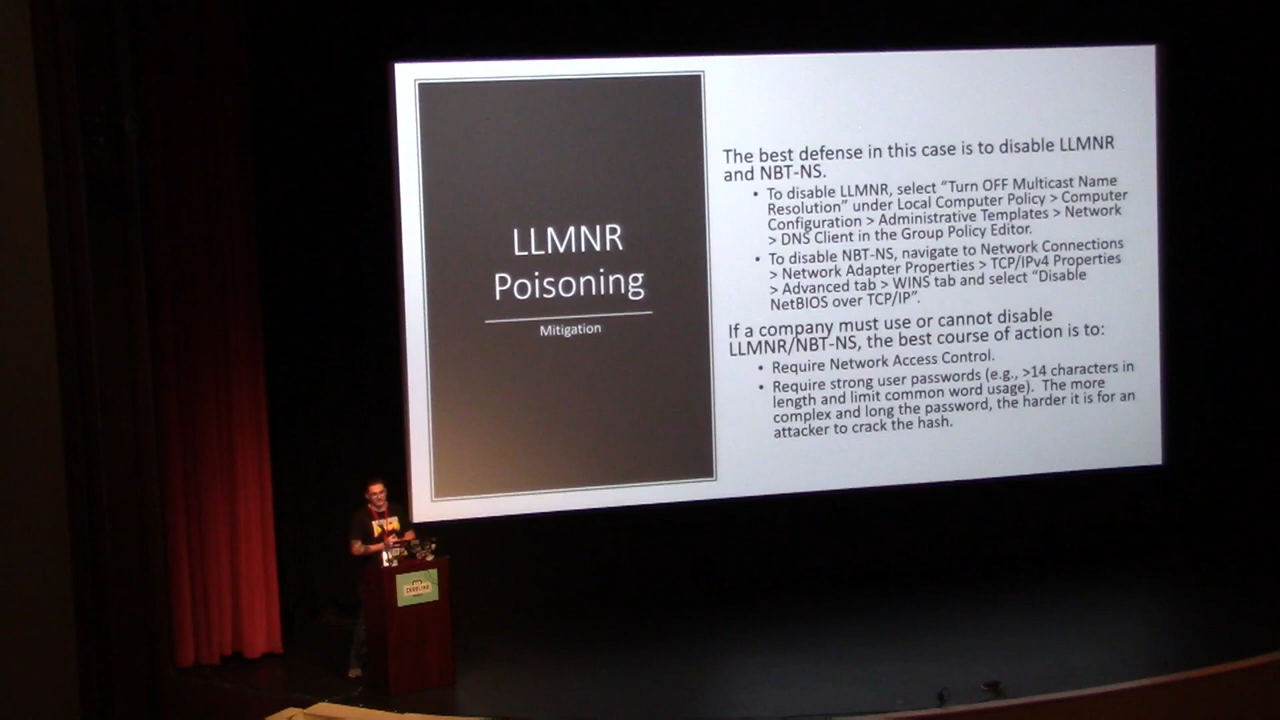 LLMNR
Poisoning
Mitigation
The best defense in this case is to disable LLMNR
and NBT-NS.
• To disable LLMNR, select “Turn OFF Multicast Name
Resolution” under Local Computer Policy > Computer
Configuration > Administrative Templates > Network
> DNS Client in the Group Policy Editor.
• To disable NBT-NS, navigate to Network Connections
> Network Adapter Properties > TCP/IPv4 Properties
> Advanced tab > WINS tab and select “Disable
NetBIOS over TCP/IP”.
If a company must use or cannot disable
LLMNR/NBT-NS, the best course of action is to:
• Require Network Access Control.
• Require strong user passwords (e.g., >14 characters in
length and limit common word usage). The more
complex and long the password, the harder it is for an
attacker to crack the hash.